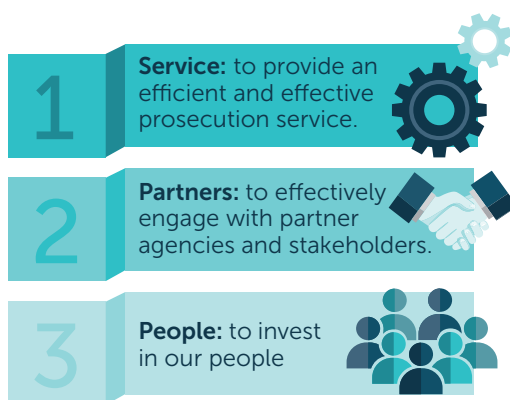 1
Service: to provide an
efficient and effective
prosecution service.
2
Partners: to effectively
engage with partner
agencies and stakeholders.
3
People: to invest
in our people